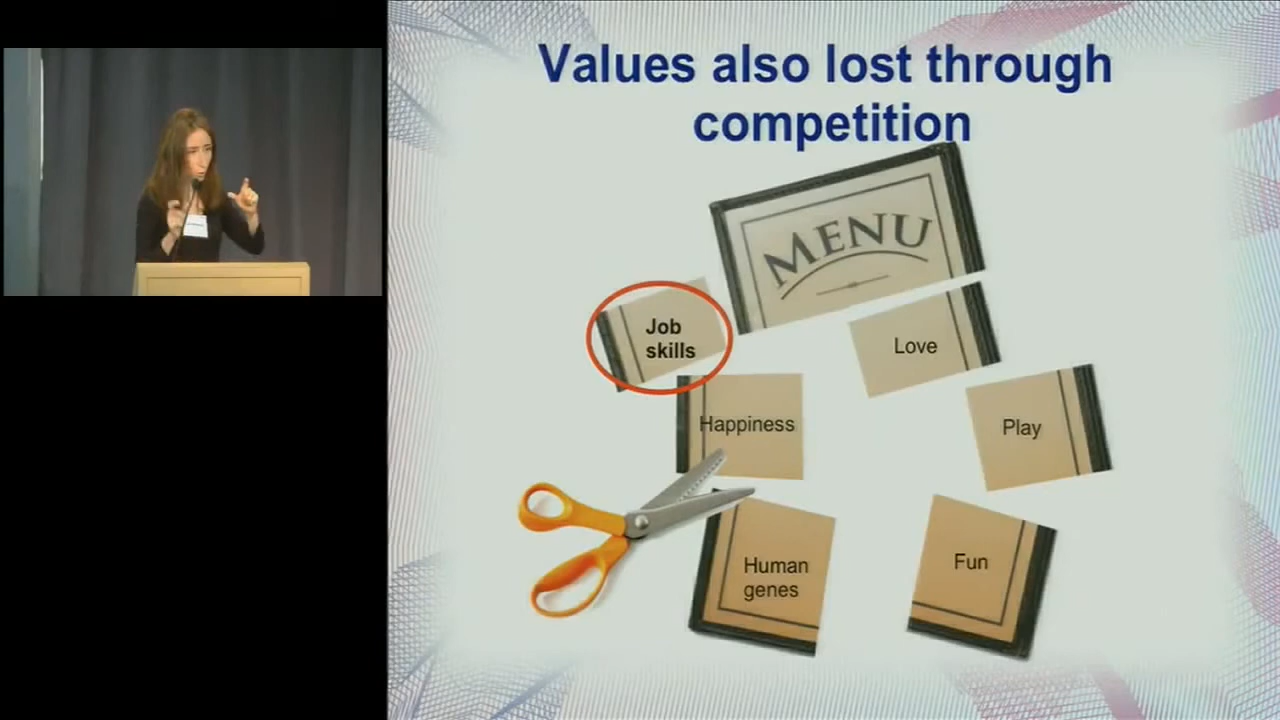 Values also lost through
competition
MENU
Job
skills
Love
Happiness
Play
Human
genes
Fun